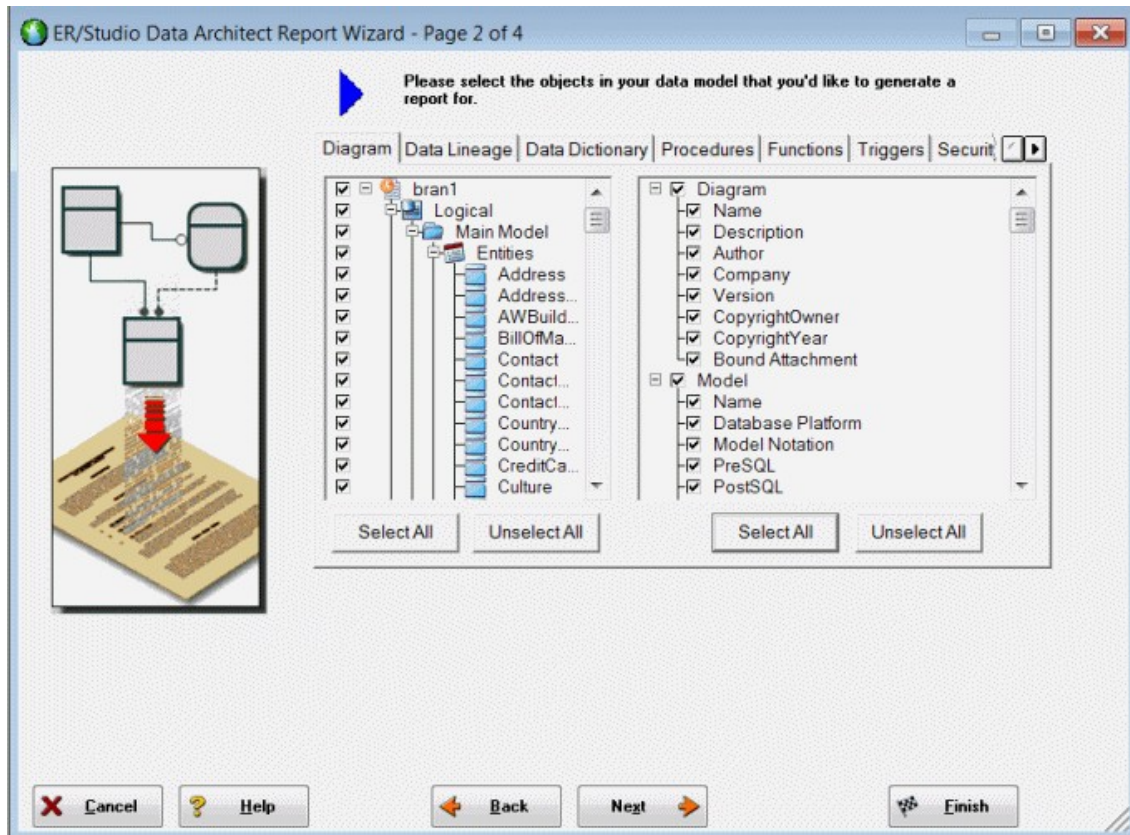 ER/Studio Data Architect Report Wizard - Page 2 of 4
Please select the objects in your data model that you'd like to generate a
report for.
Diagram Data Lineage Data Dictionary Procedures Functions Triggers Securit
bran1
Logical
Main Model
Entities
Address
Address...
AWBuild...
BillOfMa...
Contact
Contact...
Contact...
Country...
Country...
CreditCa...
Culture
Select All Unselect All
Diagram
Name
Description
Author
Company
Version
CopyrightOwner
CopyrightYear
Bound Attachment
Model
Name
Database Platform
Model Notation
PreSQL
PostSQL
Select All Unselect All
Cancel Help Back Next Finish